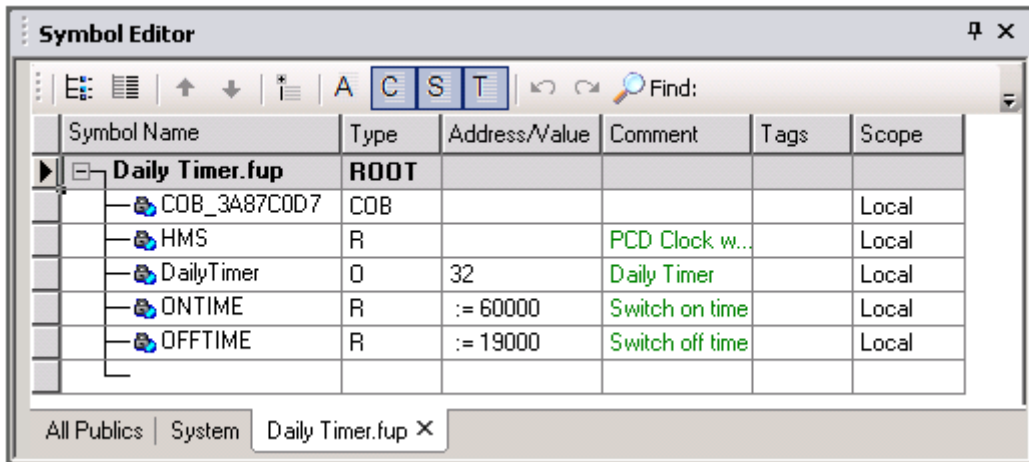 Symbol Editor
A C S T Find:
Symbol Name Type Address/Value Comment Tags Scope
Daily Timer.fup ROOT
COB_3A87C0D7 COB Local
HMS R PCD Clock w... Local
DailyTimer O 32 Daily Timer Local
ONTIME R := 60000 Switch on time Local
OFFTIME R := 19000 Switch off time Local
All Publics System Daily Timer.fup